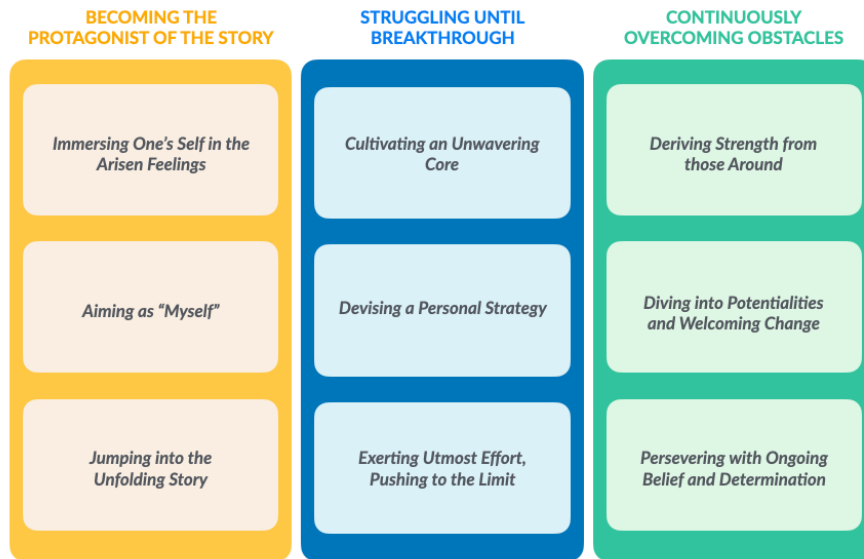 BECOMING THE
PROTAGONIST OF THE STORY
Immersing One’s Self in the
Arisen Feelings
Aiming as “Myself”
Jumping into the
Unfolding Story
STRUGGLING UNTIL
BREAKTHROUGH
Cultivating an Unwavering
Core
Devising a Personal Strategy
Exerting Utmost Effort,
Pushing to the Limit
CONTINUOUSLY
OVERCOMING OBSTACLES
Deriving Strength from
those Around
Diving into Potentialities
and Welcoming Change
Persevering with Ongoing
Belief and Determination